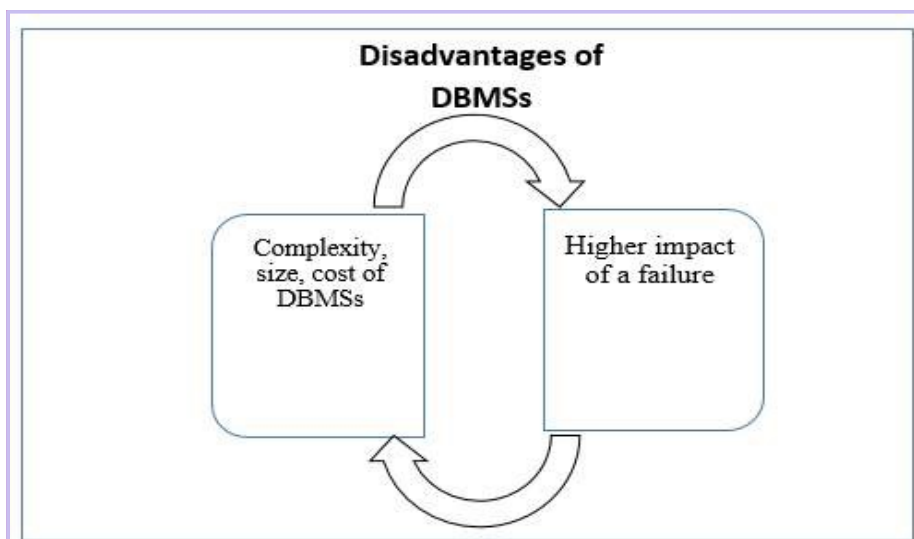 Disadvantages of
DBMSs
Complexity,
size, cost of
DBMSs
Higher impact
of a failure